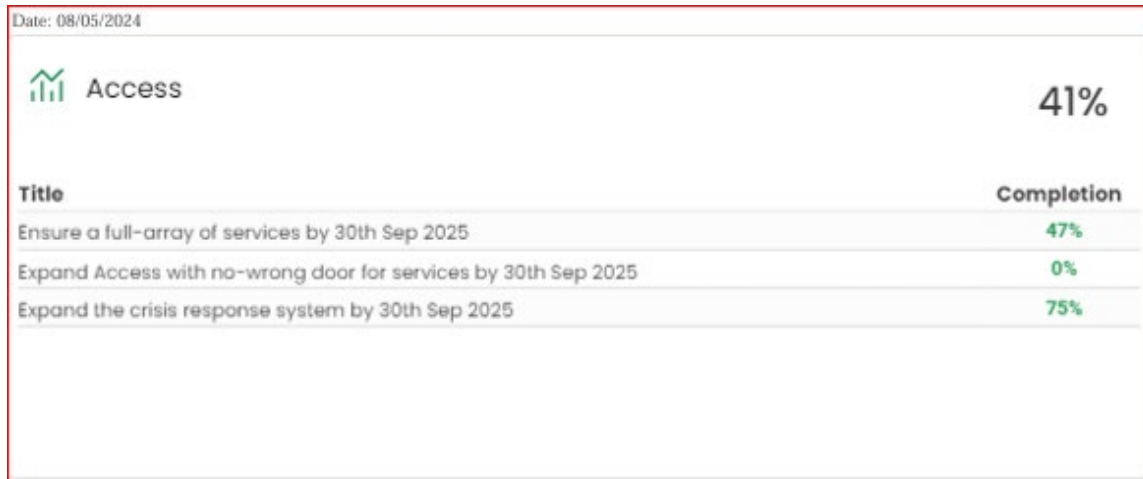 Date: 08/05/2024
Access
41%
Title Completion
Ensure a full-array of services by 30th Sep 2025 47%
Expand Access with no-wrong door for services by 30th Sep 2025 0%
Expand the crisis response system by 30th Sep 2025 75%